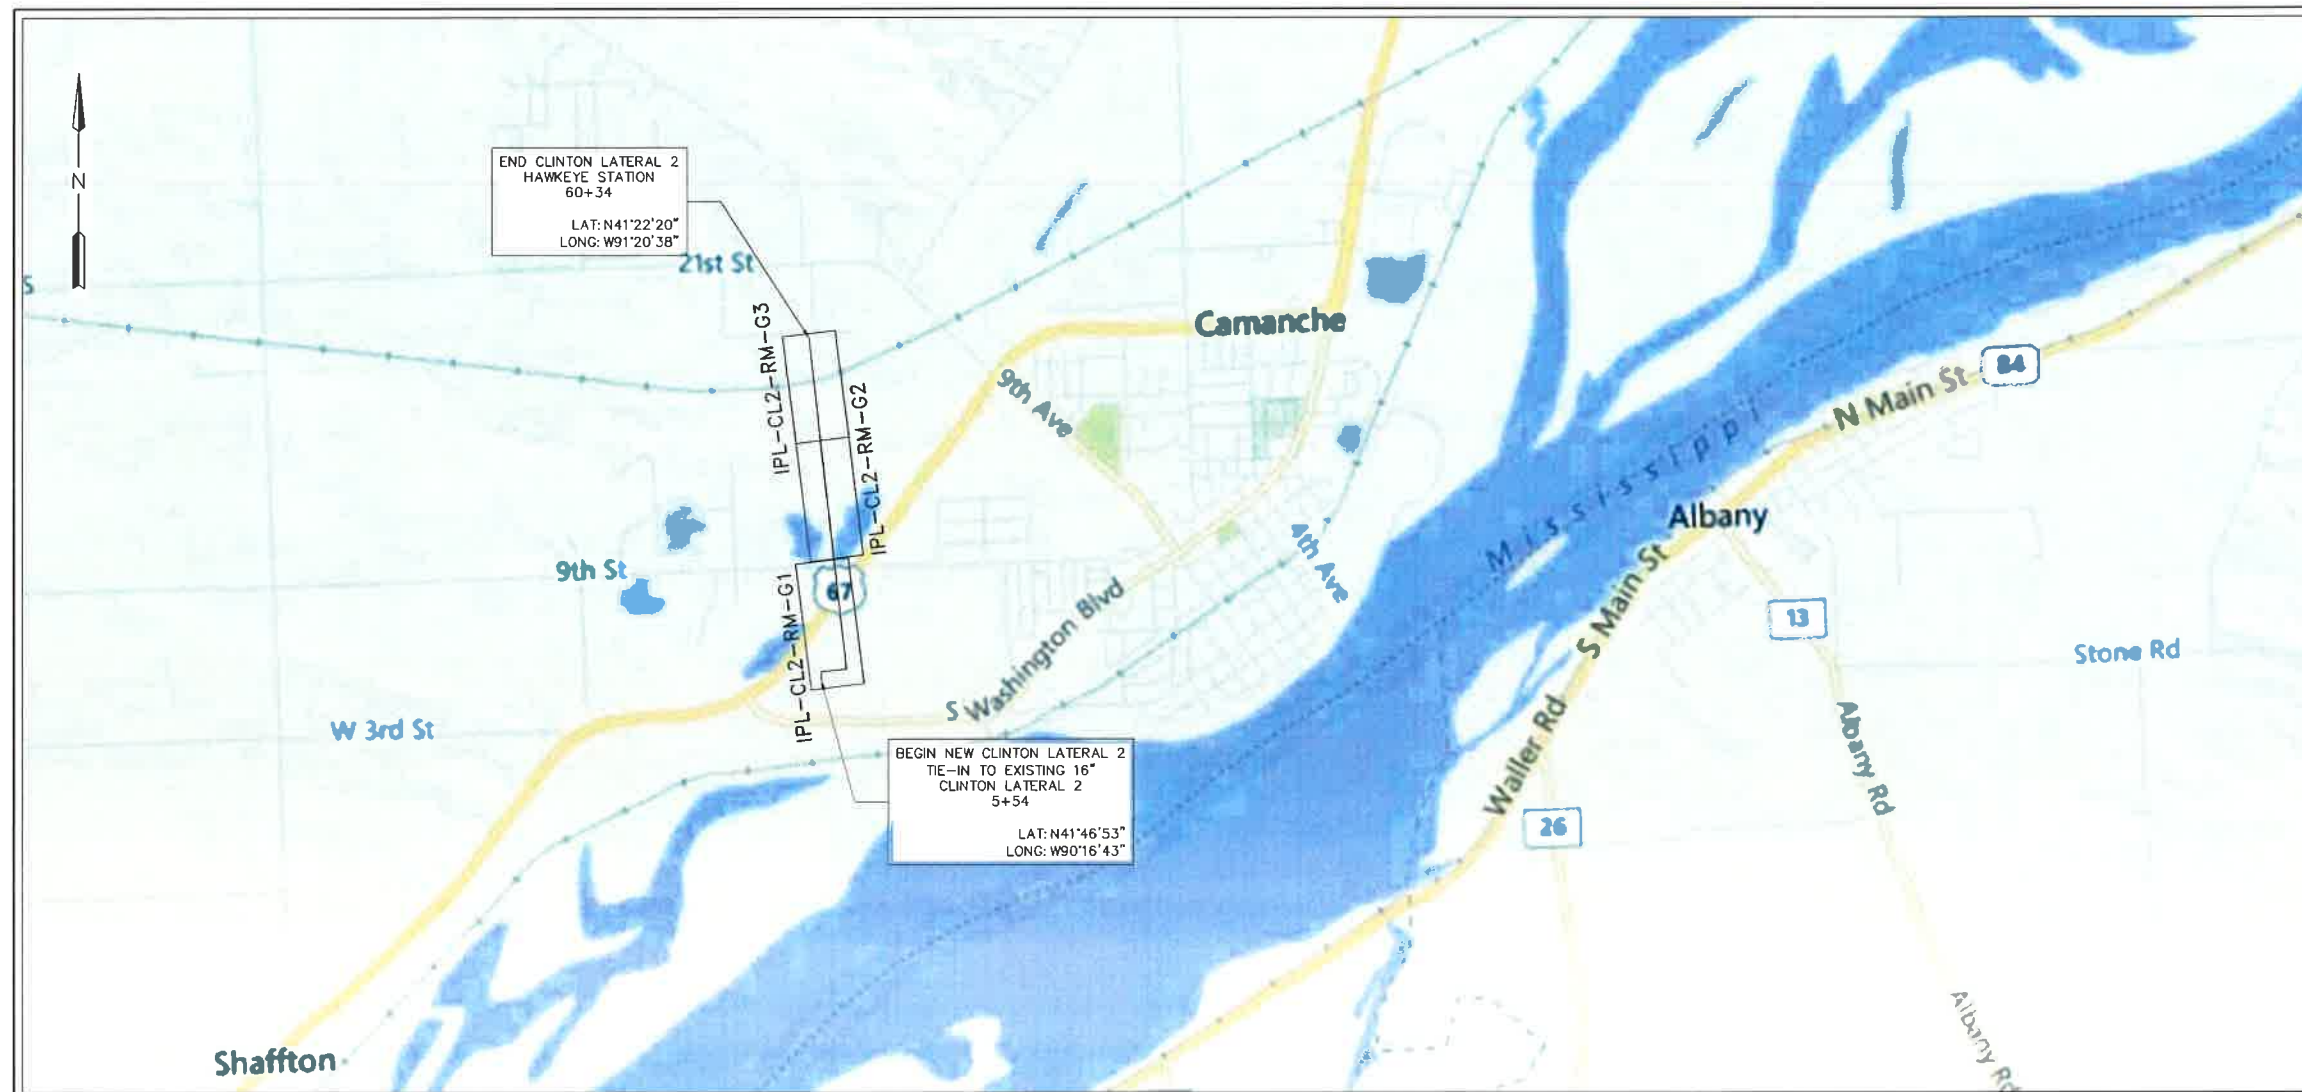 N
END CLINTON LATERAL 2
HAWKEYE STATION
60+34
LAT: N41°22'20"
LONG: W91°20'38"
21st St
S
IPL-CL2-RM-G3
IPL-CL2-RM-G2
IPL-CL2-RM-G1
Camanche
9th Ave
84
N Main St
Mississippi
Albany
9th St
67
4th Ave
S Main St
13
Stone Rd
S Washington Blvd
W 3rd St
Waller Rd
Albany Rd
BEGIN NEW CLINTON LATERAL 2
TIE-IN TO EXISTING 16"
CLINTON LATERAL 2
5+54
LAT: N41°46'53"
LONG: W90°16'43"
26
Shaffton
Albany Rd